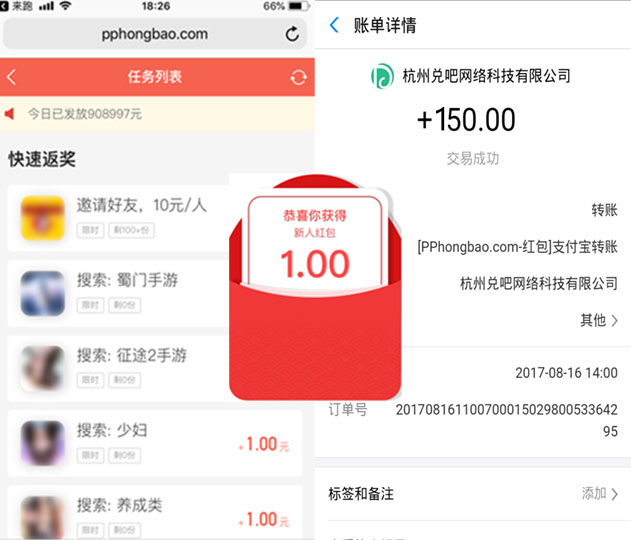 来跑
18:26
66%
pphongbao.com
任务列表
今日已发放908997元
快速返奖
邀请好友，10元/人
限时 剩100+份
搜索: 蜀门手游
限时 剩0份
搜索: 征途2手游
限时 剩0份
搜索: 少妇
限时 剩0份
+1.00元
搜索: 养成类
限时 剩0份
+1.00元
恭喜你获得
新人红包
1.00
账单详情
杭州兑吧网络科技有限公司
+150.00
交易成功
转账
[PPhongbao.com-红包]支付宝转账
杭州兑吧网络科技有限公司
其他
2017-08-16 14:00
订单号
201708161100700015029800533642
95
标签和备注
添加